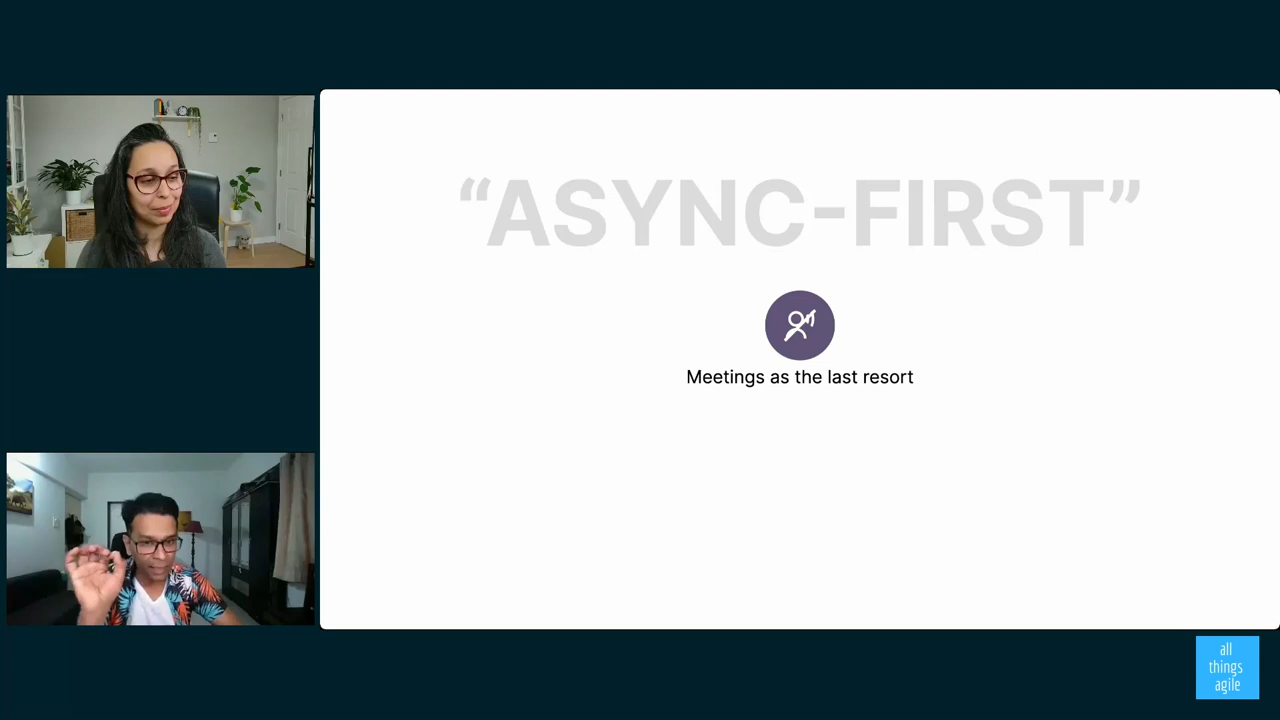 “ASYNC-FIRST”
Meetings as the last resort
all
things
agile